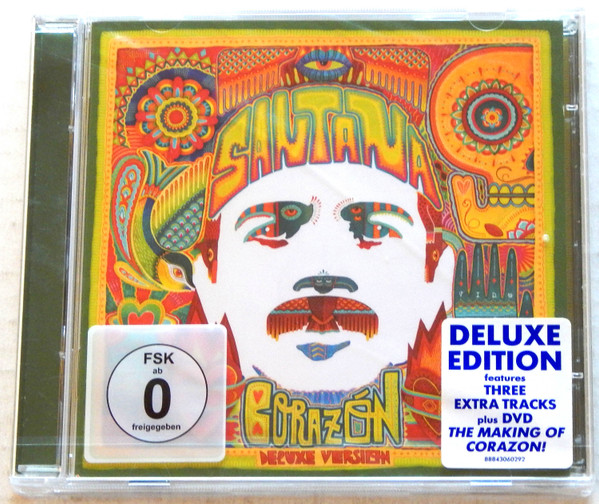 SANTANA
CORAZÓN
DELUXE VERSION
FSK
ab
0
freigegeben
DELUXE
EDITION
features
THREE
EXTRA TRACKS
plus DVD
THE MAKING OF
CORAZON!
88843060292